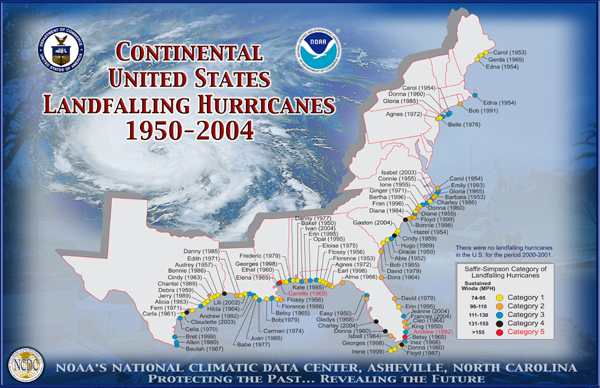 CONTINENTAL
UNITED STATES
LANDFALLING HURRICANES
1950-2004
NOAA
Carol (1953)
Gerda (1969)
Edna (1954)
Carol (1954)
Donna (1960)
Gloria (1985)
Edna (1954)
Bob (1991)
Agnes (1972)
Belle (1976)
Isabel (2003)
Connie (1955)
Ione (1955)
Ginger (1971)
Bertha (1996)
Fran (1996)
Diana (1984)
Carol (1954)
Emily (1993)
Gloria (1985)
Barbara (1953)
Charley (1986)
Donna (1960)
Diane (1955)
Floyd (1999)
Bonnie (1998)
Hazel (1954)
Gaston (2004)
Cindy (1959)
Hugo (1989)
Gracie (1959)
Able (1952)
Bob (1985)
David (1979)
Dora (1964)
There were no landfalling hurricanes
in the U.S. for the period 2000-2001.
Saffir-Simpson Category of
Landfalling Hurricanes
Sustained
Winds (MPH)
74-95 Category 1
96-110 Category 2
111-130 Category 3
131-155 Category 4
>155 Category 5
Danny (1977)
Baker (1950)
Ivan (2004)
Erin (1995)
Opal (1995)
Eloise (1975)
Flossy (1956)
Florence (1953)
Agnes (1972)
Earl (1998)
Alma (1966)
Frederic (1979)
Georges (1998)
Ethel (1960)
Elena (1985)
Danny (1985)
Edith (1971)
Audrey (1957)
Bonnie (1986)
Cindy (1963)
Chantal (1989)
Debra (1959)
Jerry (1989)
Alicia (1983)
Fern (1971)
Carla (1961)
Kate (1985)
Camille (1969)
Flossy (1956)
Florence (1988)
Lili (2002)
Hilda (1964)
Andrew (1992)
Claudette (2003)
Celia (1970)
Bret (1999)
Allen (1980)
Beulah (1967)
Betsy (1965)
Bob (1979)
Carmen (1974)
Juan (1985)
Babe (1977)
Easy (1950)
Gladys (1968)
Charley (2004)
Donna (1960)
Isbell (1964)
Georges (1998)
Irene (1999)
David (1979)
Erin (1995)
Jeanne (2004)
Frances (2004)
Cleo (1964)
King (1950)
Andrew (1992)
Betsy (1965)
Inez (1966)
Donna (1960)
Floyd (1987)
NCDC
NOAA'S NATIONAL CLIMATIC DATA CENTER, ASHEVILLE, NORTH CAROLINA
PROTECTING THE PAST... REVEALING THE FUTURE